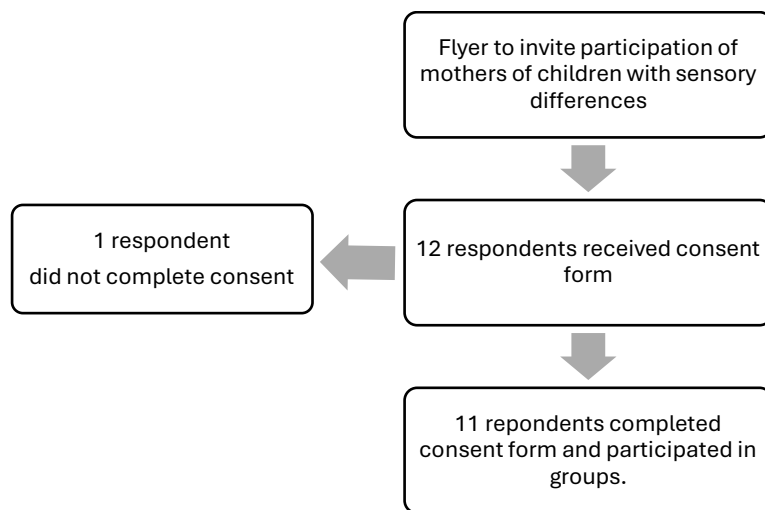 Flyer to invite participation of
mothers of children with sensory
differences
1 respondent
did not complete consent
12 respondents received consent
form
11 repondents completed
consent form and participated in
groups.